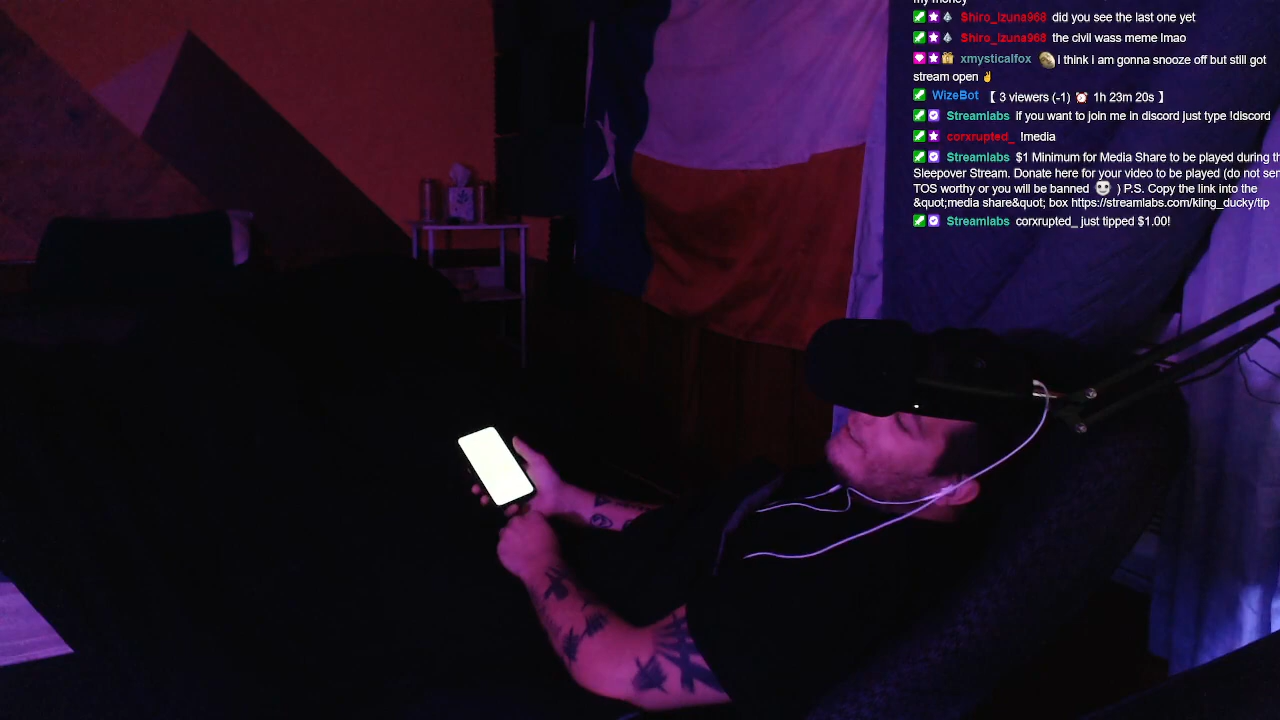 my money
Shiro_Izuna968 did you see the last one yet
Shiro_Izuna968 the civil wass meme lmao
xmysticalfox i think i am gonna snooze off but still got
stream open
WizeBot 【 3 viewers (-1) ⏰ 1h 23m 20s 】
Streamlabs If you want to join me in discord just type !discord
corxrupted_ !media
Streamlabs $1 Minimum for Media Share to be played during th
Sleepover Stream. Donate here for your video to be played (do not sen
TOS worthy or you will be banned ) P.S. Copy the link into the
&quot;media share&quot; box https://streamlabs.com/kiing_ducky/tip
Streamlabs corxrupted_ just tipped $1.00!